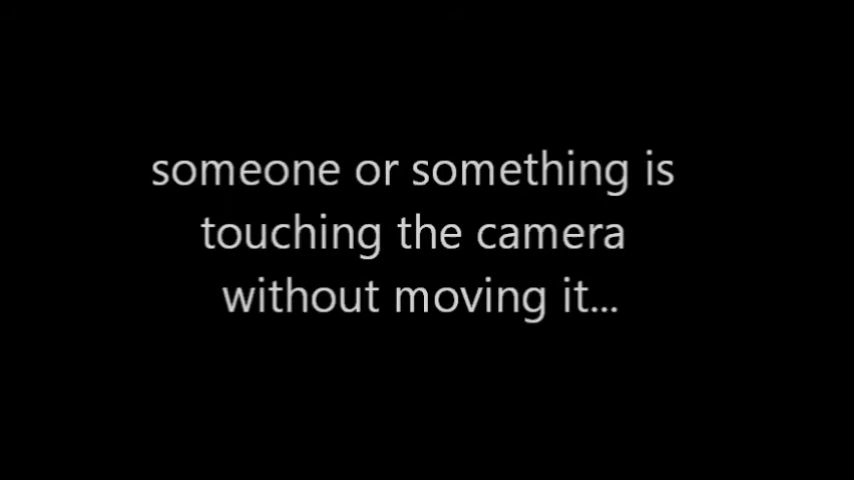 someone or something is
touching the camera
without moving it...